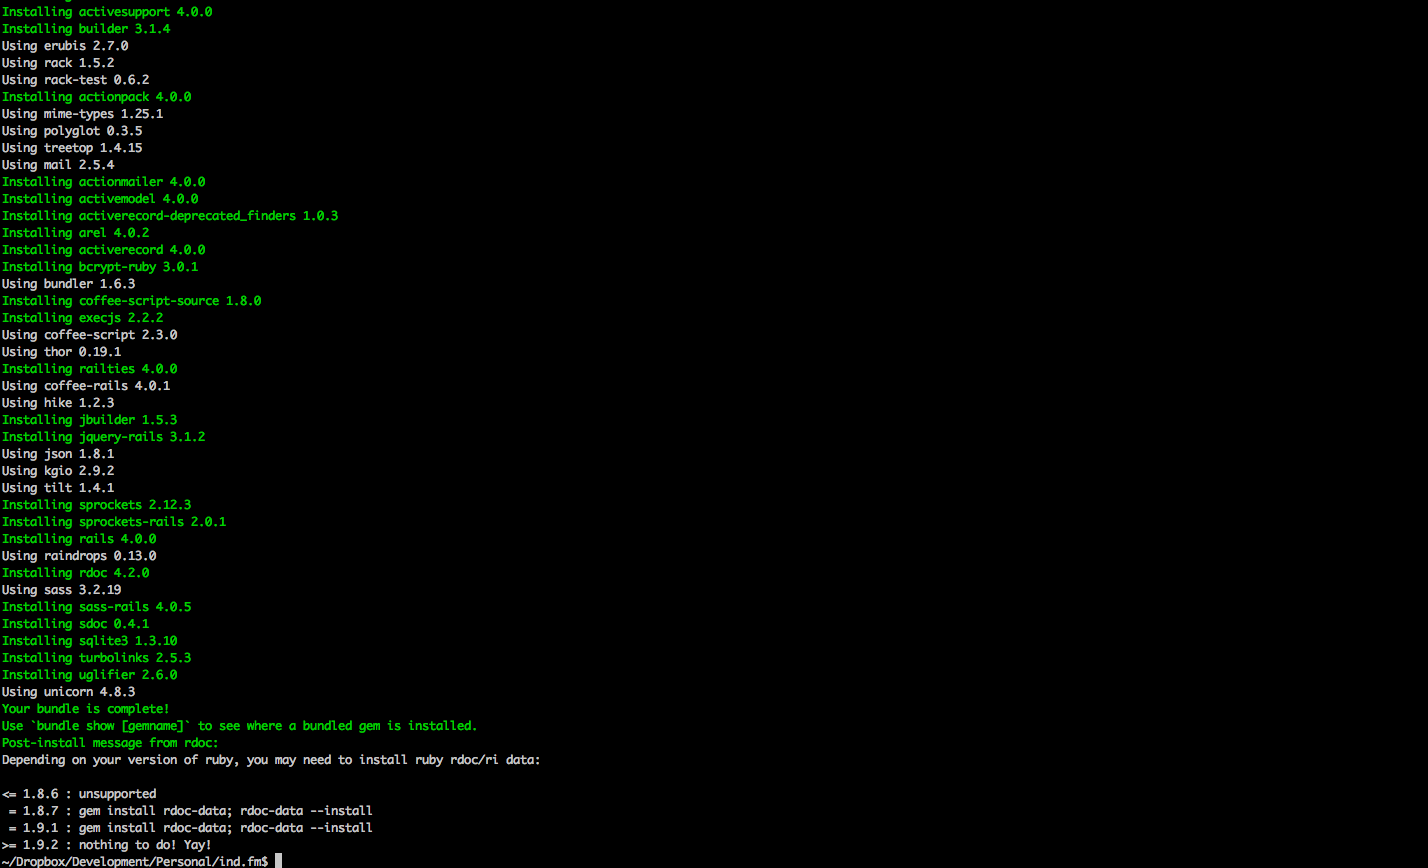 Installing activesupport 4.0.0
Installing builder 3.1.4
Using erubis 2.7.0
Using rack 1.5.2
Using rack-test 0.6.2
Installing actionpack 4.0.0
Using mime-types 1.25.1
Using polyglot 0.3.5
Using treetop 1.4.15
Using mail 2.5.4
Installing actionmailer 4.0.0
Installing activemodel 4.0.0
Installing activerecord-deprecated_finders 1.0.3
Installing arel 4.0.2
Installing activerecord 4.0.0
Installing bcrypt-ruby 3.0.1
Using bundler 1.6.3
Installing coffee-script-source 1.8.0
Installing execjs 2.2.2
Using coffee-script 2.3.0
Using thor 0.19.1
Installing railties 4.0.0
Using coffee-rails 4.0.1
Using hike 1.2.3
Installing jbuilder 1.5.3
Installing jquery-rails 3.1.2
Using json 1.8.1
Using kgio 2.9.2
Using tilt 1.4.1
Installing sprockets 2.12.3
Installing sprockets-rails 2.0.1
Installing rails 4.0.0
Using raindrops 0.13.0
Installing rdoc 4.2.0
Using sass 3.2.19
Installing sass-rails 4.0.5
Installing sdoc 0.4.1
Installing sqlite3 1.3.10
Installing turbolinks 2.5.3
Installing uglifier 2.6.0
Using unicorn 4.8.3
Your bundle is complete!
Use `bundle show [gemname]` to see where a bundled gem is installed.
Post-install message from rdoc:
Depending on your version of ruby, you may need to install ruby rdoc/ri data:

<= 1.8.6 : unsupported
 = 1.8.7 : gem install rdoc-data; rdoc-data --install
 = 1.9.1 : gem install rdoc-data; rdoc-data --install
>= 1.9.2 : nothing to do! Yay!
~/Dropbox/Development/Personal/ind.fm$